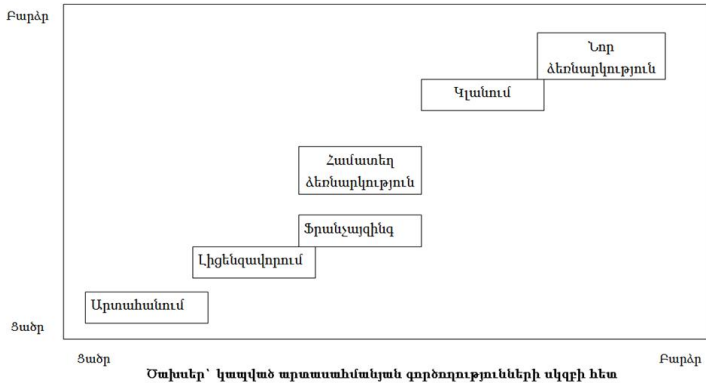 Բարձր
Նոր
ձեռնարկություն
Կլանում
Համատեղ
ձեռնարկություն
Ֆրանչայզինգ
Լիցենզավորում
Արտահանում
Ցածր
Ցածր
Բարձր
Ծախսեր՝ կապված արտասահմանյան գործողությունների սկզբի հետ